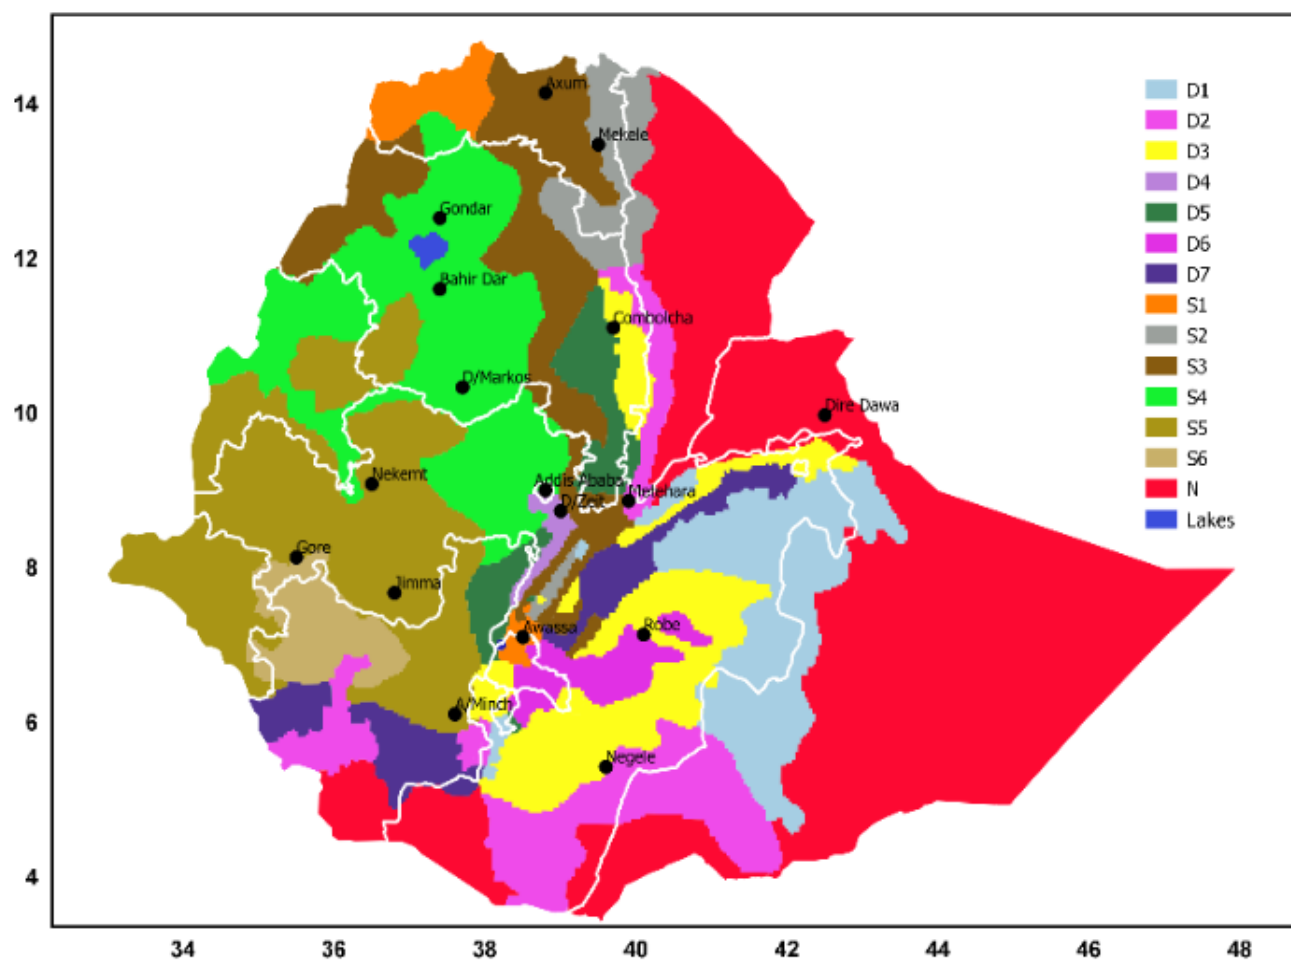 14
12
10
8
6
4
34 36 38 40 42 44 46 48
Axum
Mekele
Gondar
Bahir Dar
Combolcha
D/Markos
Dire Dawa
Nekemt
Addis Ababa
Metehara
D/Zeit
Gore
Jimma
Awassa
Robe
A/Minch
Negele
D1
D2
D3
D4
D5
D6
D7
S1
S2
S3
S4
S5
S6
N
Lakes